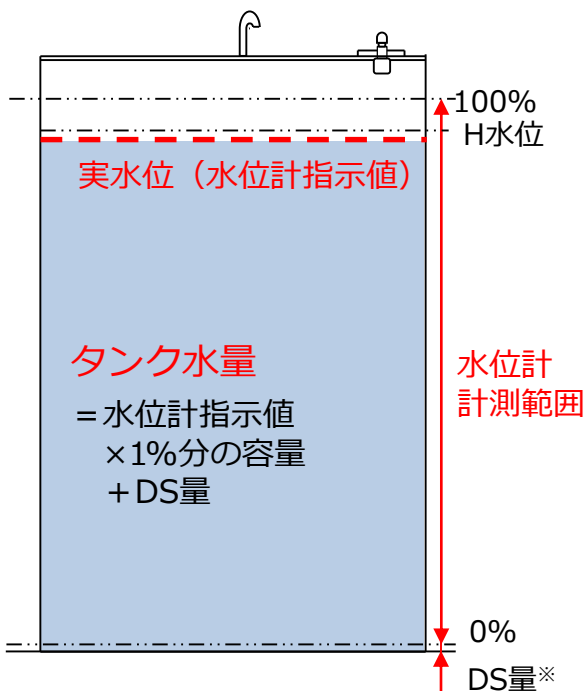 100%
H水位
実水位（水位計指示値）
タンク水量
＝水位計指示値
×1%分の容量
＋DS量
水位計
計測範囲
0%
DS量※